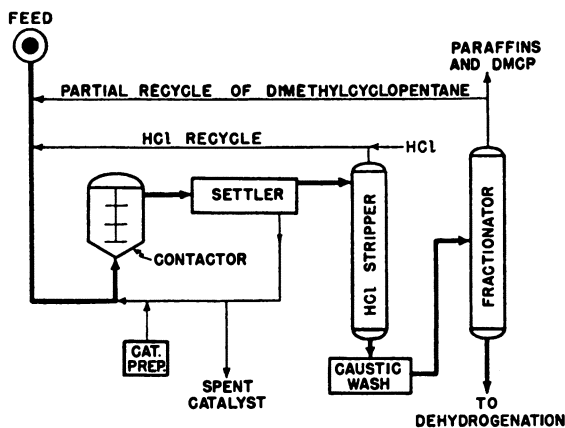 FEED
PARAFFINS
AND DMCP
PARTIAL RECYCLE OF DIMETHYLCYCLOPENTANE
HCl RECYCLE
HCl
SETTLER
CONTACTOR
HCl STRIPPER
FRACTIONATOR
CAT.
PREP.
SPENT
CATALYST
CAUSTIC
WASH
TO
DEHYDROGENATION